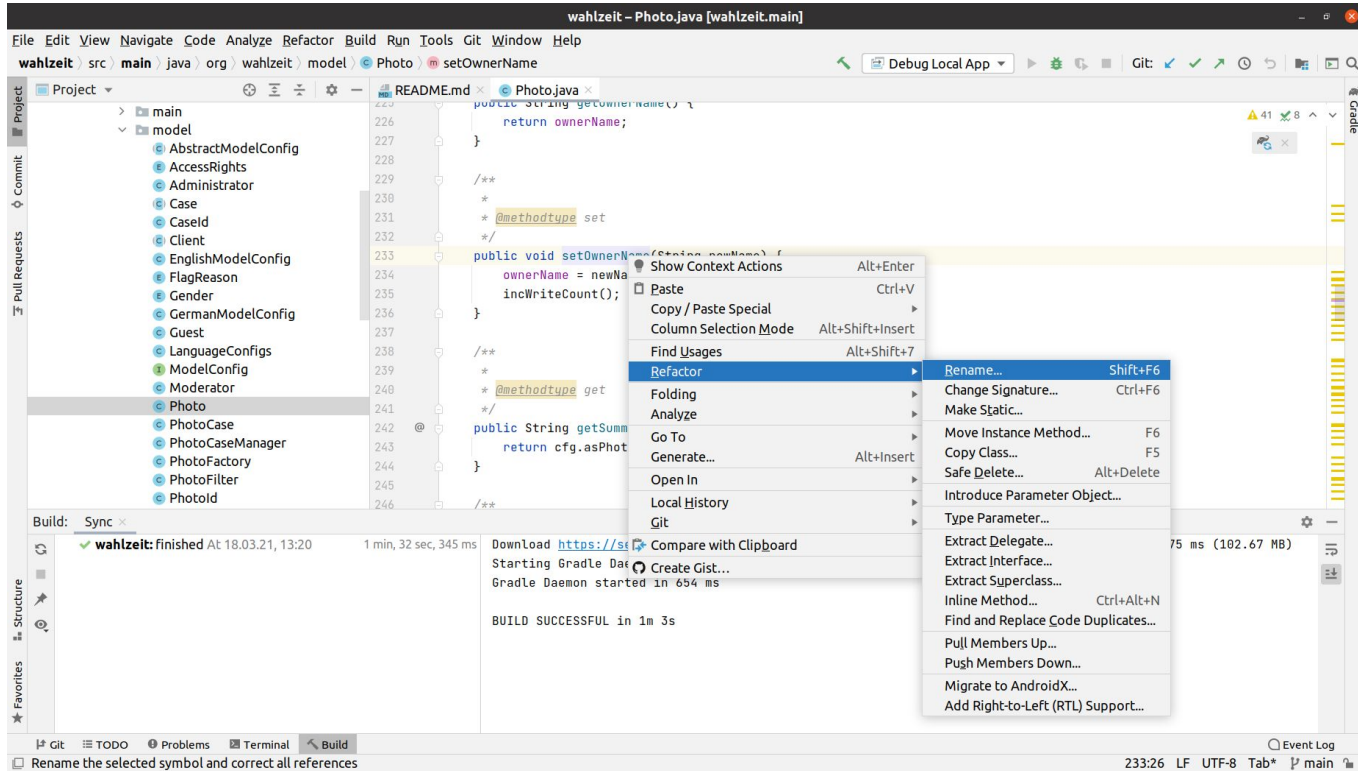 wahlzeit – Photo.java [wahlzeit.main]
File Edit View Navigate Code Analyze Refactor Build Run Tools Git Window Help
wahlzeit src main java org wahlzeit model Photo setOwnerName
Debug Local App Git:
Project
README.md Photo.java
main
model
AbstractModelConfig
AccessRights
Administrator
Case
CaseId
Client
EnglishModelConfig
FlagReason
Gender
GermanModelConfig
Guest
LanguageConfigs
ModelConfig
Moderator
Photo
PhotoCase
PhotoCaseManager
PhotoFactory
PhotoFilter
PhotoId
Project
Commit
Pull Requests
Structure
Favorites
Gradle
41 8
225 public String getOwnerName() {
226 return ownerName;
227 }
228
229 /**
230 *
231 * @methodtype set
232 */
233 public void setOwnerName(String newName) {
234 ownerName = newNa
235 incWriteCount();
236 }
237
238 /**
239 *
240 * @methodtype get
241 */
242 @ public String getSumm
243 return cfg.asPhot
244 }
245
246 /**
Show Context Actions Alt+Enter
Paste Ctrl+V
Copy / Paste Special
Column Selection Mode Alt+Shift+Insert
Find Usages Alt+Shift+7
Refactor
Folding
Analyze
Go To
Generate... Alt+Insert
Open In
Local History
Git
Compare with Clipboard
Create Gist...
Rename... Shift+F6
Change Signature... Ctrl+F6
Make Static...
Move Instance Method... F6
Copy Class... F5
Safe Delete... Alt+Delete
Introduce Parameter Object...
Type Parameter...
Extract Delegate...
Extract Interface...
Extract Superclass...
Inline Method... Ctrl+Alt+N
Find and Replace Code Duplicates...
Pull Members Up...
Push Members Down...
Migrate to AndroidX...
Add Right-to-Left (RTL) Support...
Build: Sync
wahlzeit: finished At 18.03.21, 13:20 1 min, 32 sec, 345 ms
Download https://se 75 ms (102.67 MB)
Starting Gradle Dae
Gradle Daemon started in 654 ms
BUILD SUCCESSFUL in 1m 3s
Git TODO Problems Terminal Build Event Log
Rename the selected symbol and correct all references 233:26 LF UTF-8 Tab* main